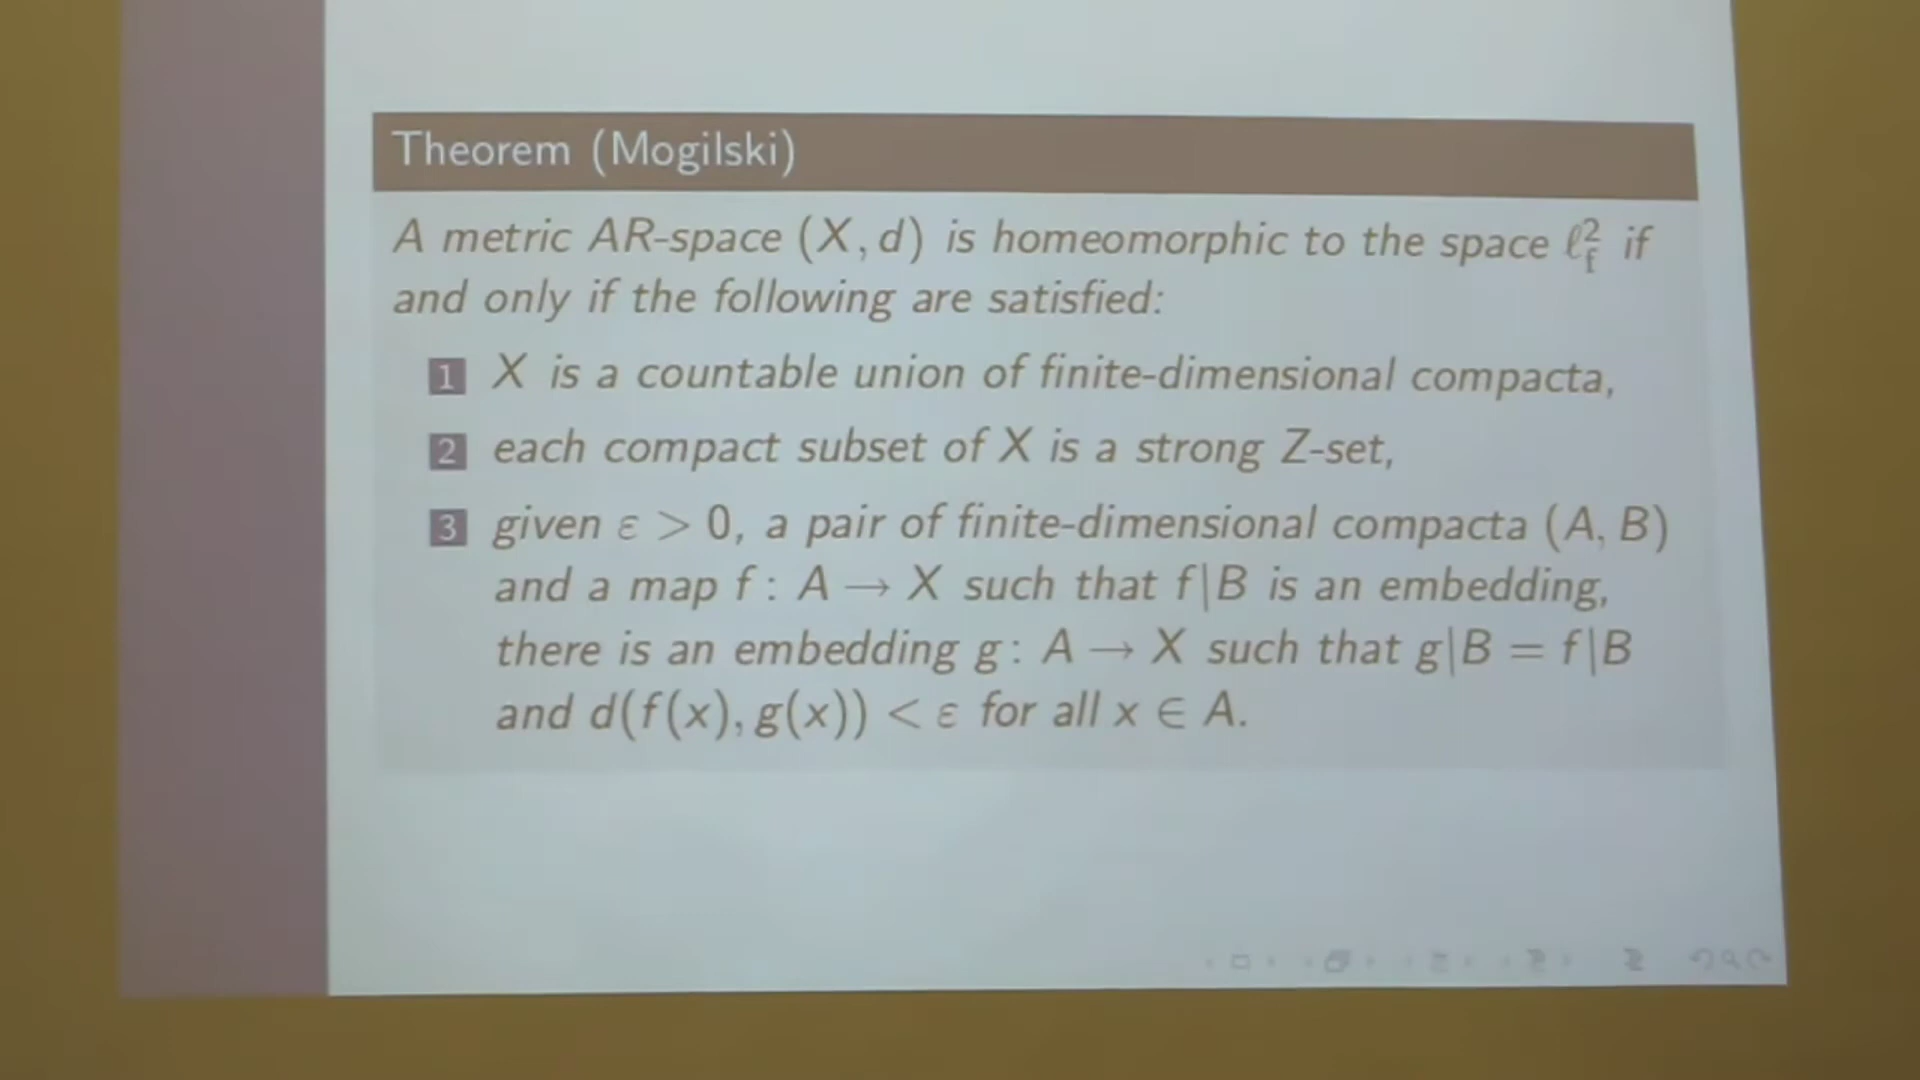 Theorem (Mogilski)
A metric AR-space (X, d) is homeomorphic to the space ℓ²_f if
and only if the following are satisfied:
1 X is a countable union of finite-dimensional compacta,
2 each compact subset of X is a strong Z-set,
3 given ε > 0, a pair of finite-dimensional compacta (A, B)
and a map f : A → X such that f|B is an embedding,
there is an embedding g : A → X such that g|B = f|B
and d(f(x), g(x)) < ε for all x ∈ A.